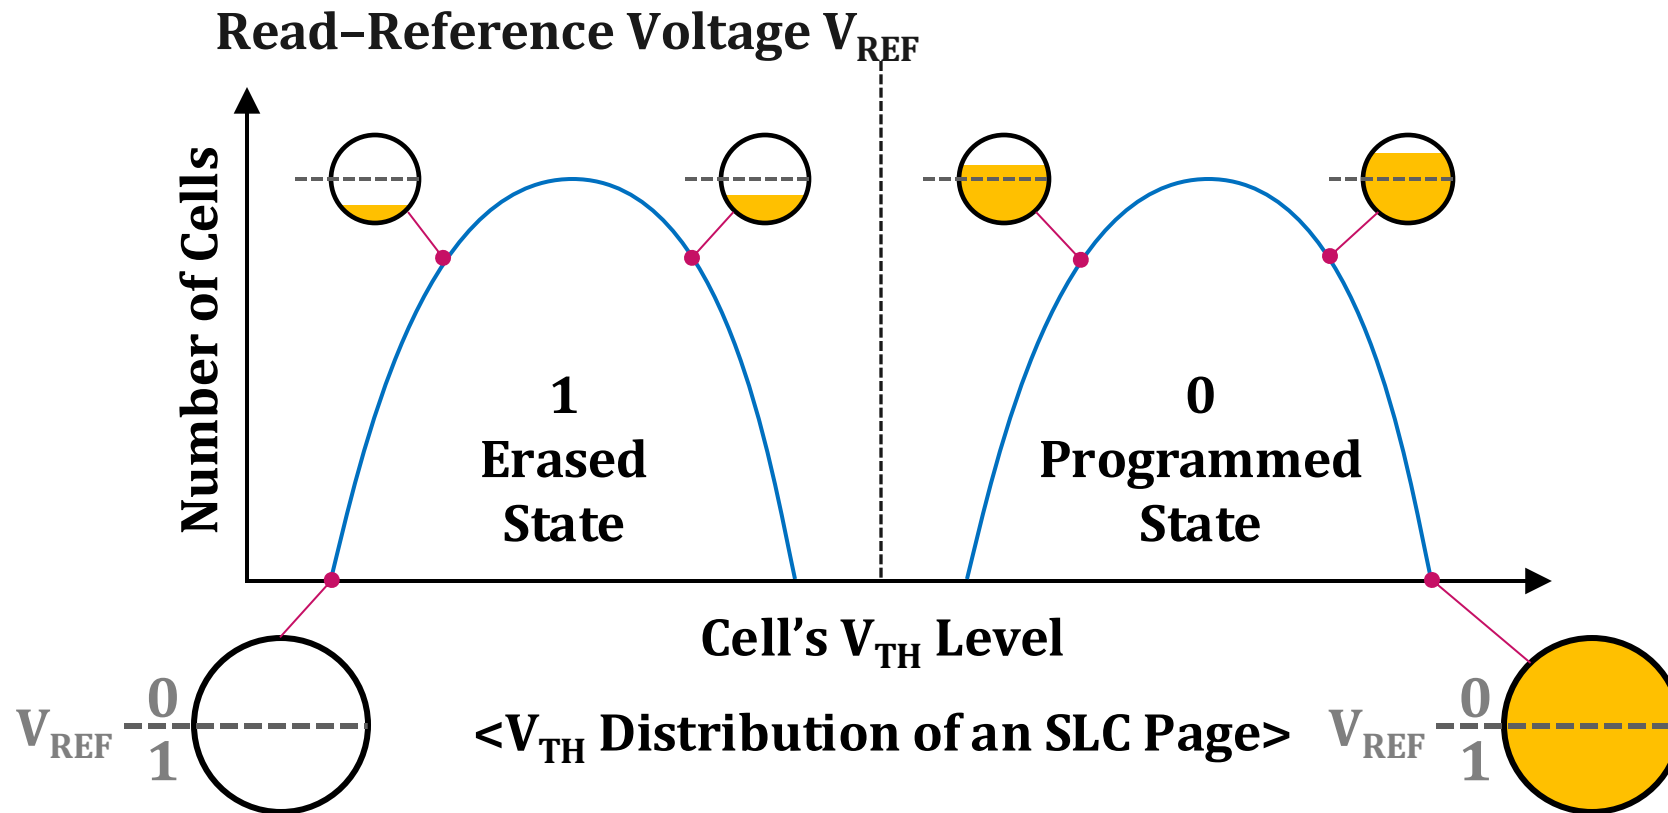 Read–Reference Voltage VREF
Number of Cells
1
Erased
State
0
Programmed
State
Cell’s VTH Level
0
VREF
1
<VTH Distribution of an SLC Page>
0
VREF
1